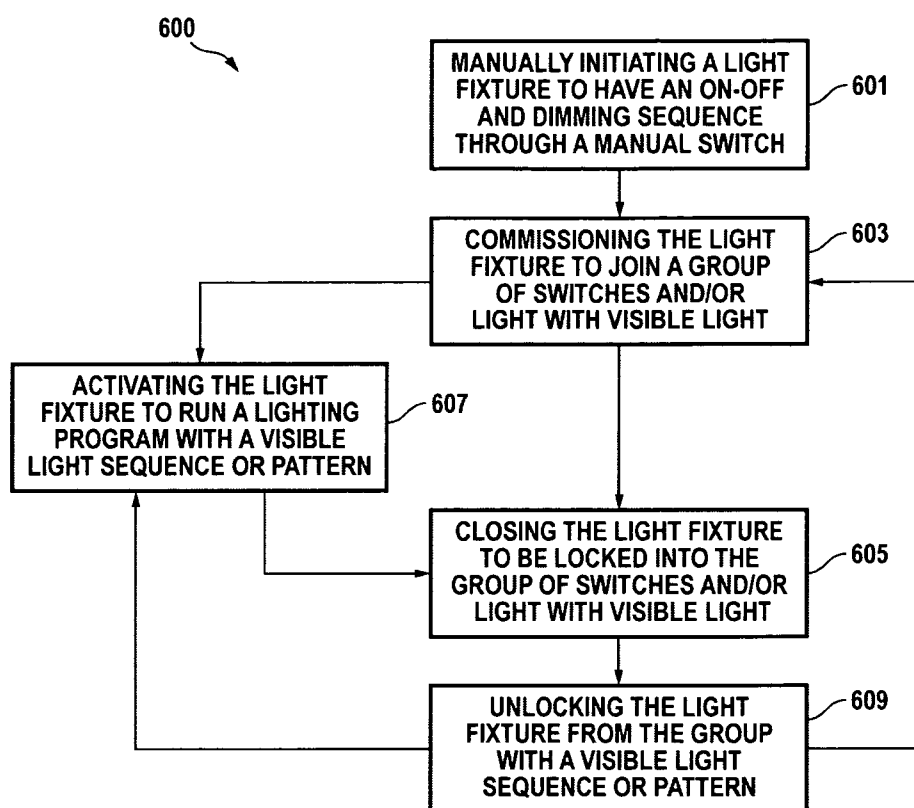 600
MANUALLY INITIATING A LIGHT
FIXTURE TO HAVE AN ON-OFF
AND DIMMING SEQUENCE
THROUGH A MANUAL SWITCH
601
COMMISSIONING THE LIGHT
FIXTURE TO JOIN A GROUP
OF SWITCHES AND/OR
LIGHT WITH VISIBLE LIGHT
603
ACTIVATING THE LIGHT
FIXTURE TO RUN A LIGHTING
PROGRAM WITH A VISIBLE
LIGHT SEQUENCE OR PATTERN
607
CLOSING THE LIGHT FIXTURE
TO BE LOCKED INTO THE
GROUP OF SWITCHES AND/OR
LIGHT WITH VISIBLE LIGHT
605
UNLOCKING THE LIGHT
FIXTURE FROM THE GROUP
WITH A VISIBLE LIGHT
SEQUENCE OR PATTERN
609